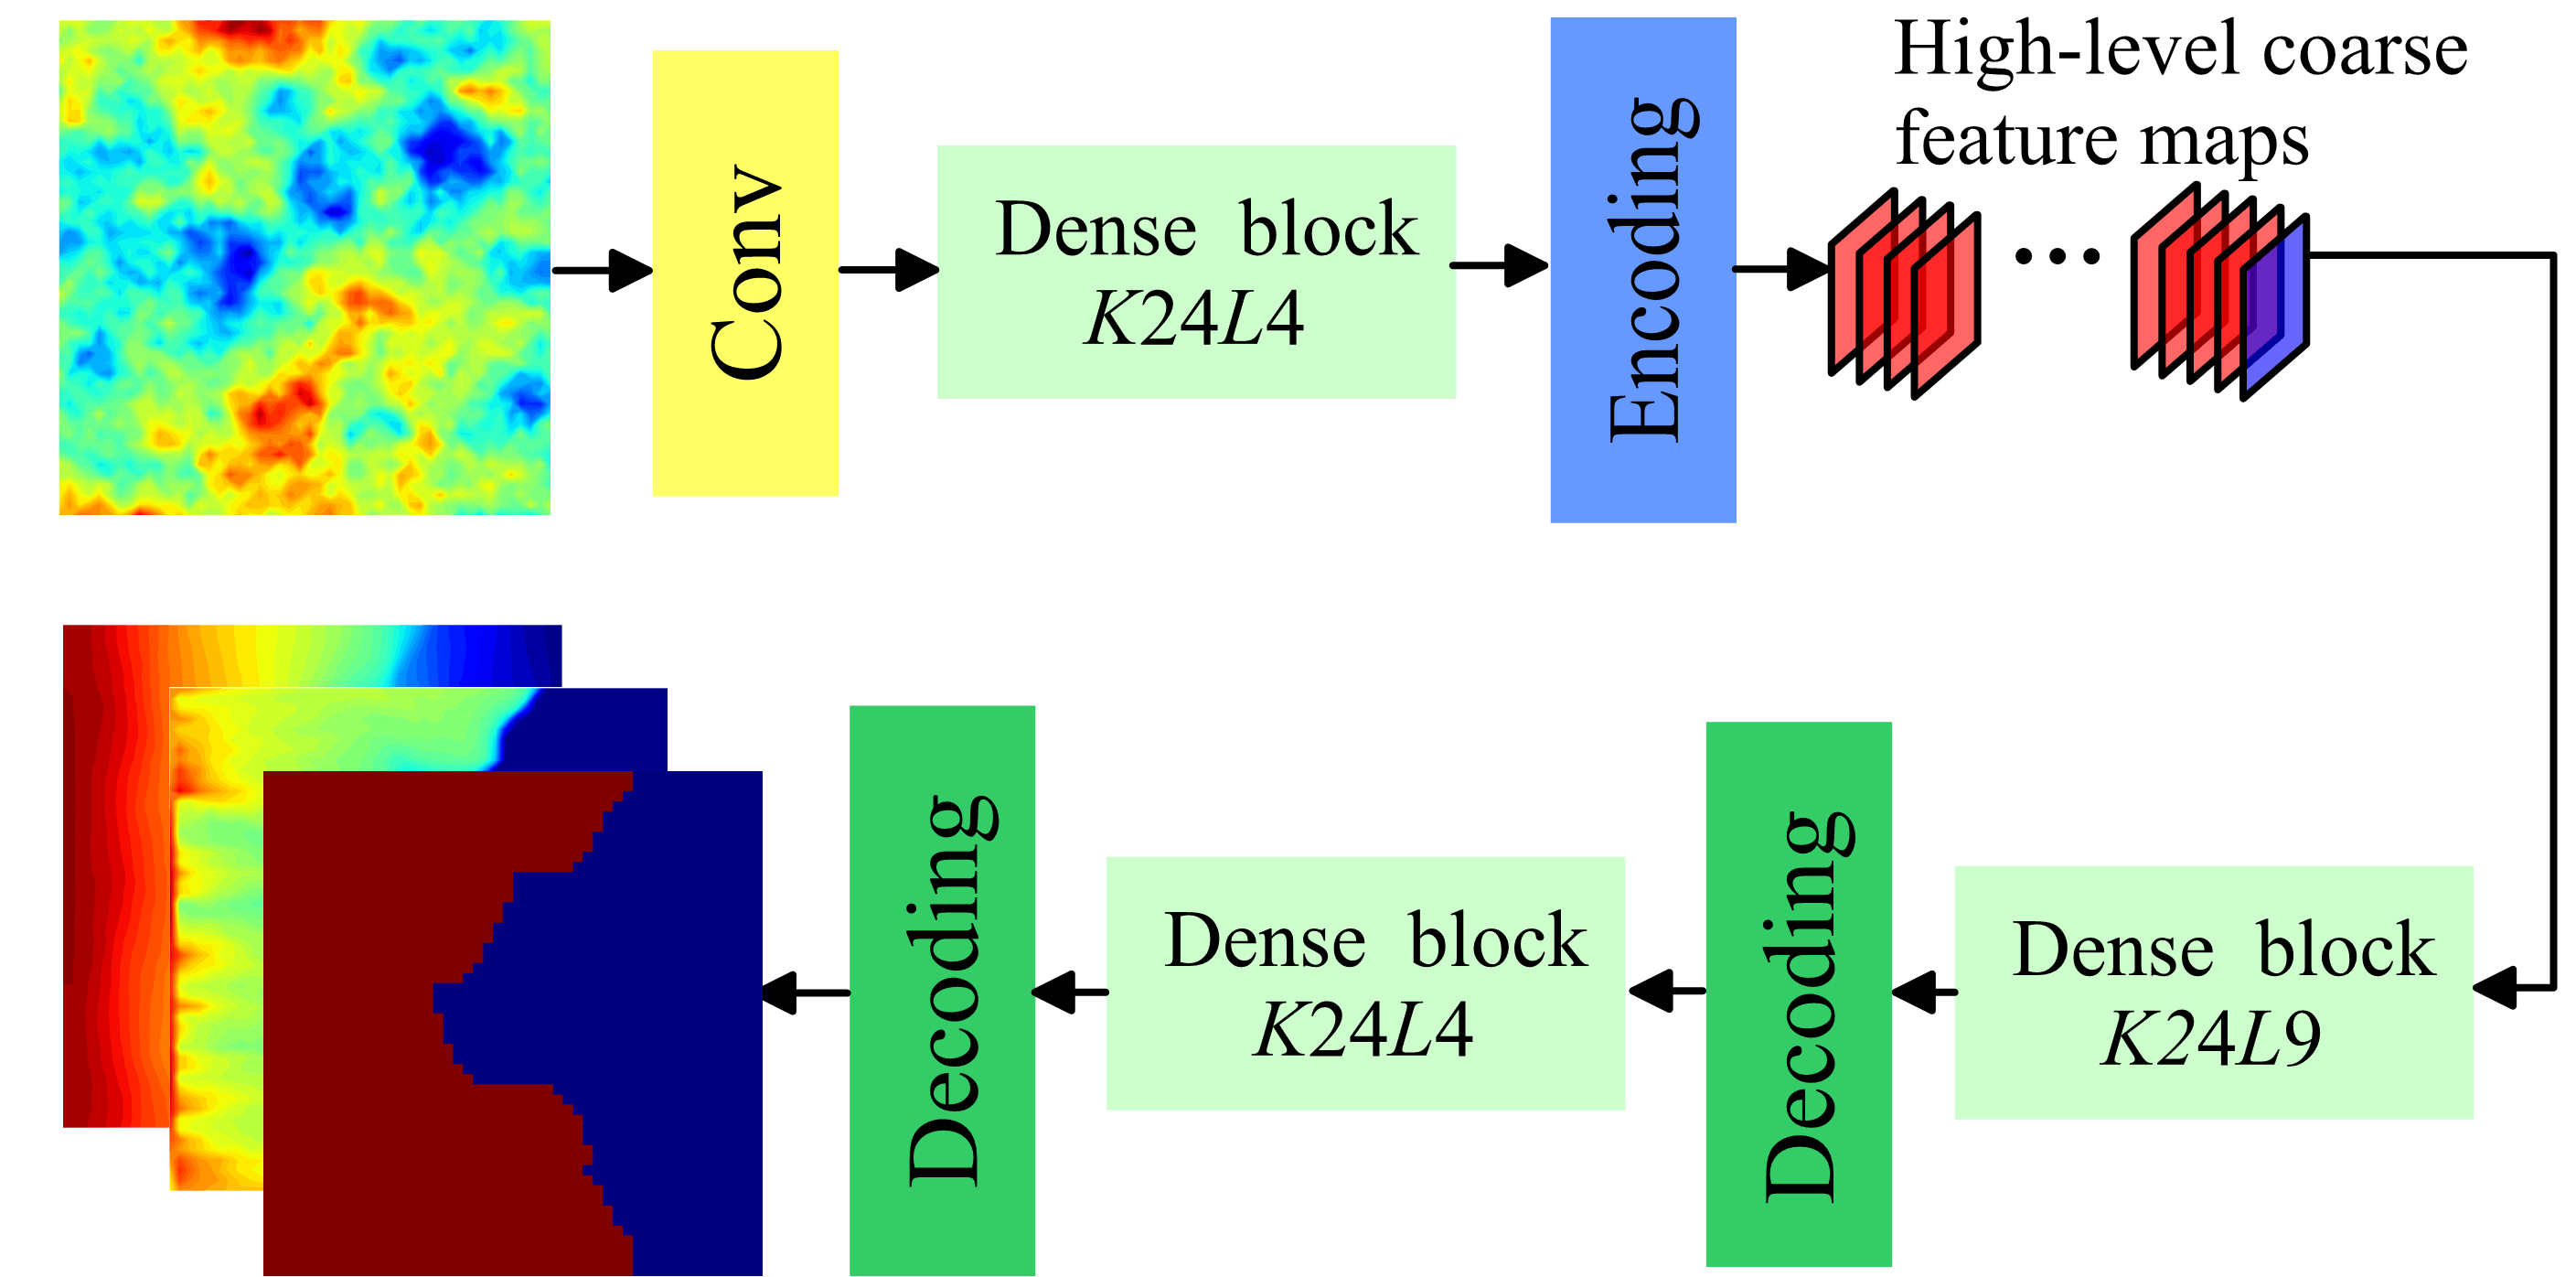 Conv
Dense block
K24L4
Encoding
High-level coarse
feature maps
Dense block
K24L9
Decoding
Dense block
K24L4
Decoding